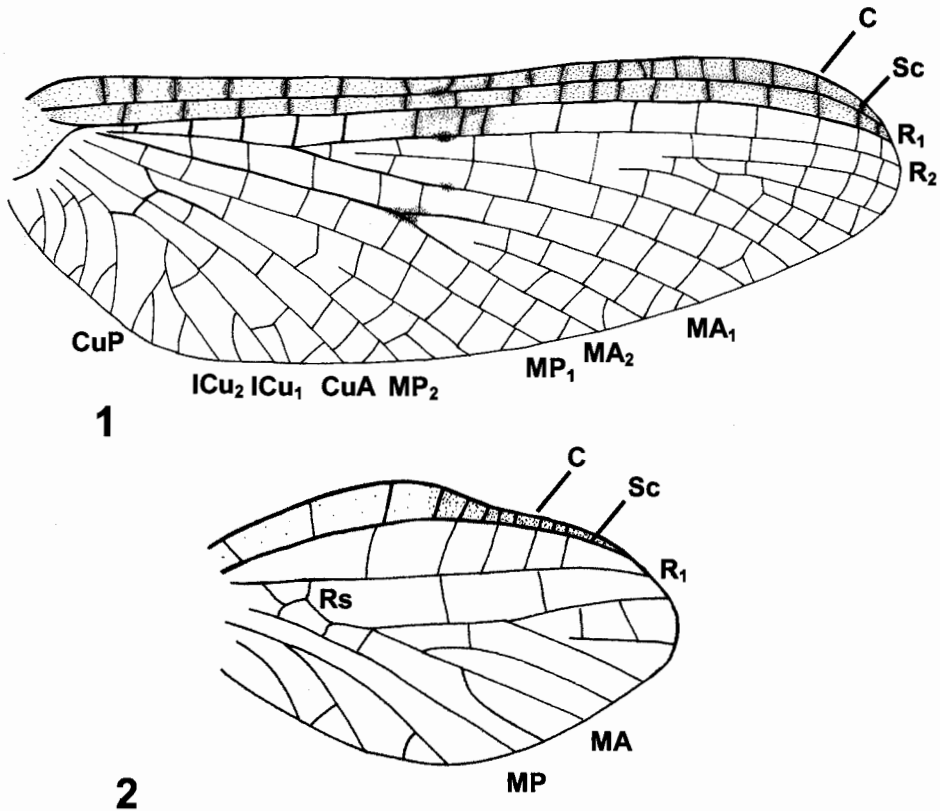 C
Sc
R₁
R₂
MA₁
MA₂
MP₁
CuP
ICu₂ ICu₁ CuA MP₂
1
C
Sc
R₁
Rs
MA
MP
2